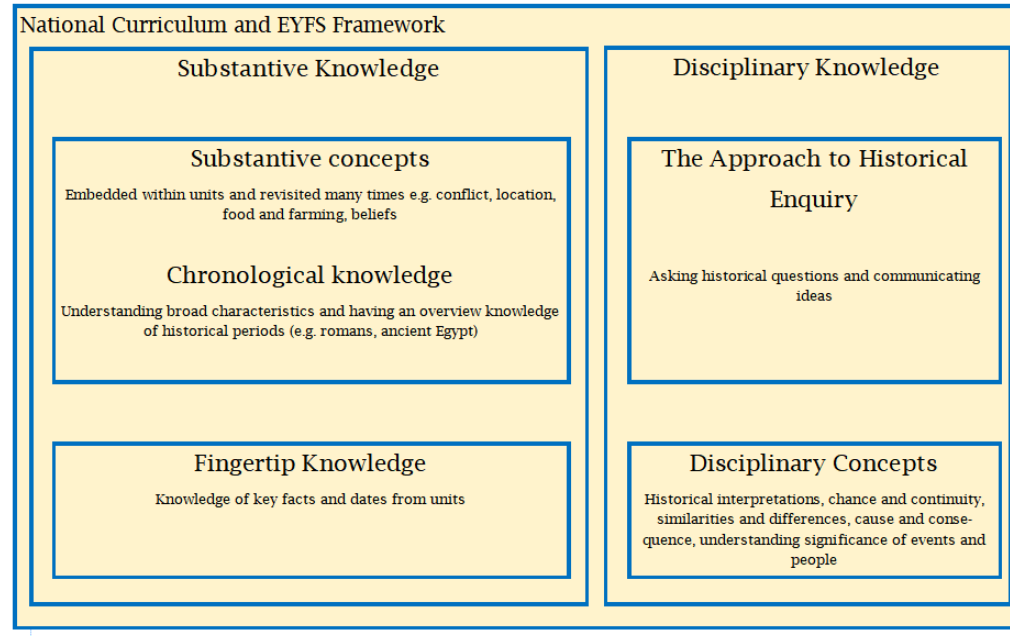 National Curriculum and EYFS Framework
Substantive Knowledge
Substantive concepts
Embedded within units and revisited many times e.g. conflict, location,
food and farming, beliefs
Chronological knowledge
Understanding broad characteristics and having an overview knowledge
of historical periods (e.g. romans, ancient Egypt)
Fingertip Knowledge
Knowledge of key facts and dates from units
Disciplinary Knowledge
The Approach to Historical
Enquiry
Asking historical questions and communicating
ideas
Disciplinary Concepts
Historical interpretations, chance and continuity,
similarities and differences, cause and conse-
quence, understanding significance of events and
people